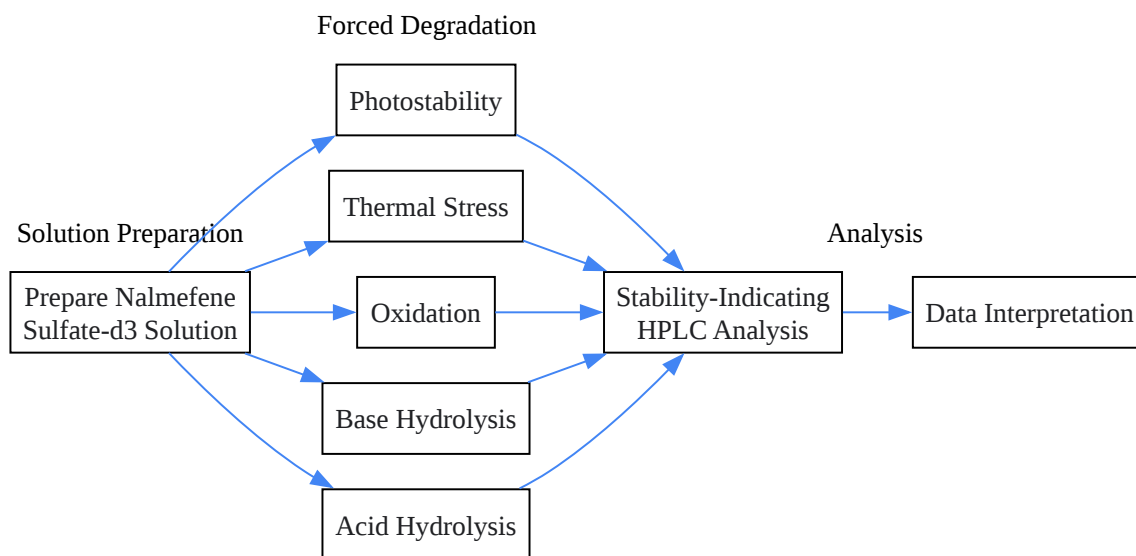 Forced Degradation
Photostability
Thermal Stress
Solution Preparation
Analysis
Prepare Nalmefene
Sulfate-d3 Solution
Oxidation
Stability-Indicating
HPLC Analysis
Data Interpretation
Base Hydrolysis
Acid Hydrolysis